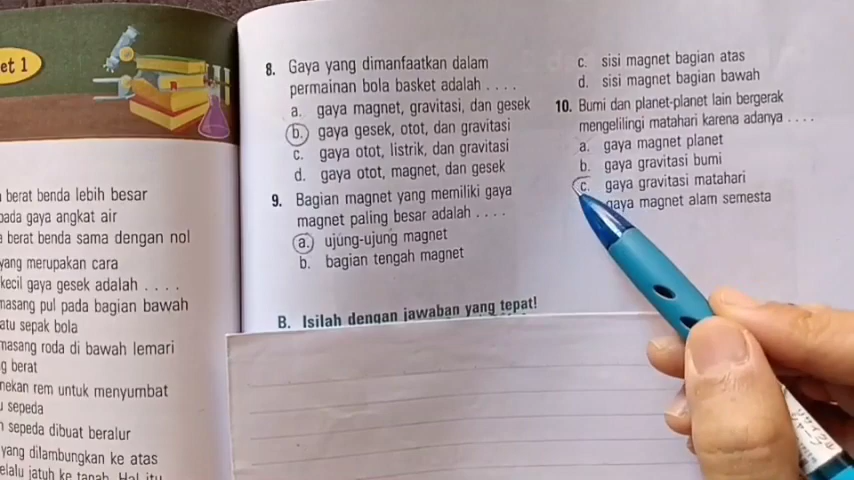 et 1
berat benda lebih besar
pada gaya angkat air
berat benda sama dengan nol
yang merupakan cara
kecil gaya gesek adalah . . . .
masang pul pada bagian bawah
atu sepak bola
masang roda di bawah lemari
g berat
nekan rem untuk menyumbat
sepeda
sepeda dibuat beralur
yang dilambungkan ke atas
elalu jatuh ke tanah. Hal itu
8. Gaya yang dimanfaatkan dalam
permainan bola basket adalah . . . .
a. gaya magnet, gravitasi, dan gesek
b. gaya gesek, otot, dan gravitasi
c. gaya otot, listrik, dan gravitasi
d. gaya otot, magnet, dan gesek
9. Bagian magnet yang memiliki gaya
magnet paling besar adalah . . . .
a. ujung-ujung magnet
b. bagian tengah magnet
B. Isilah dengan jawaban yang tepat!
c. sisi magnet bagian atas
d. sisi magnet bagian bawah
10. Bumi dan planet-planet lain bergerak
mengelilingi matahari karena adanya . . . .
a. gaya magnet planet
b. gaya gravitasi bumi
c. gaya gravitasi matahari
gaya magnet alam semesta